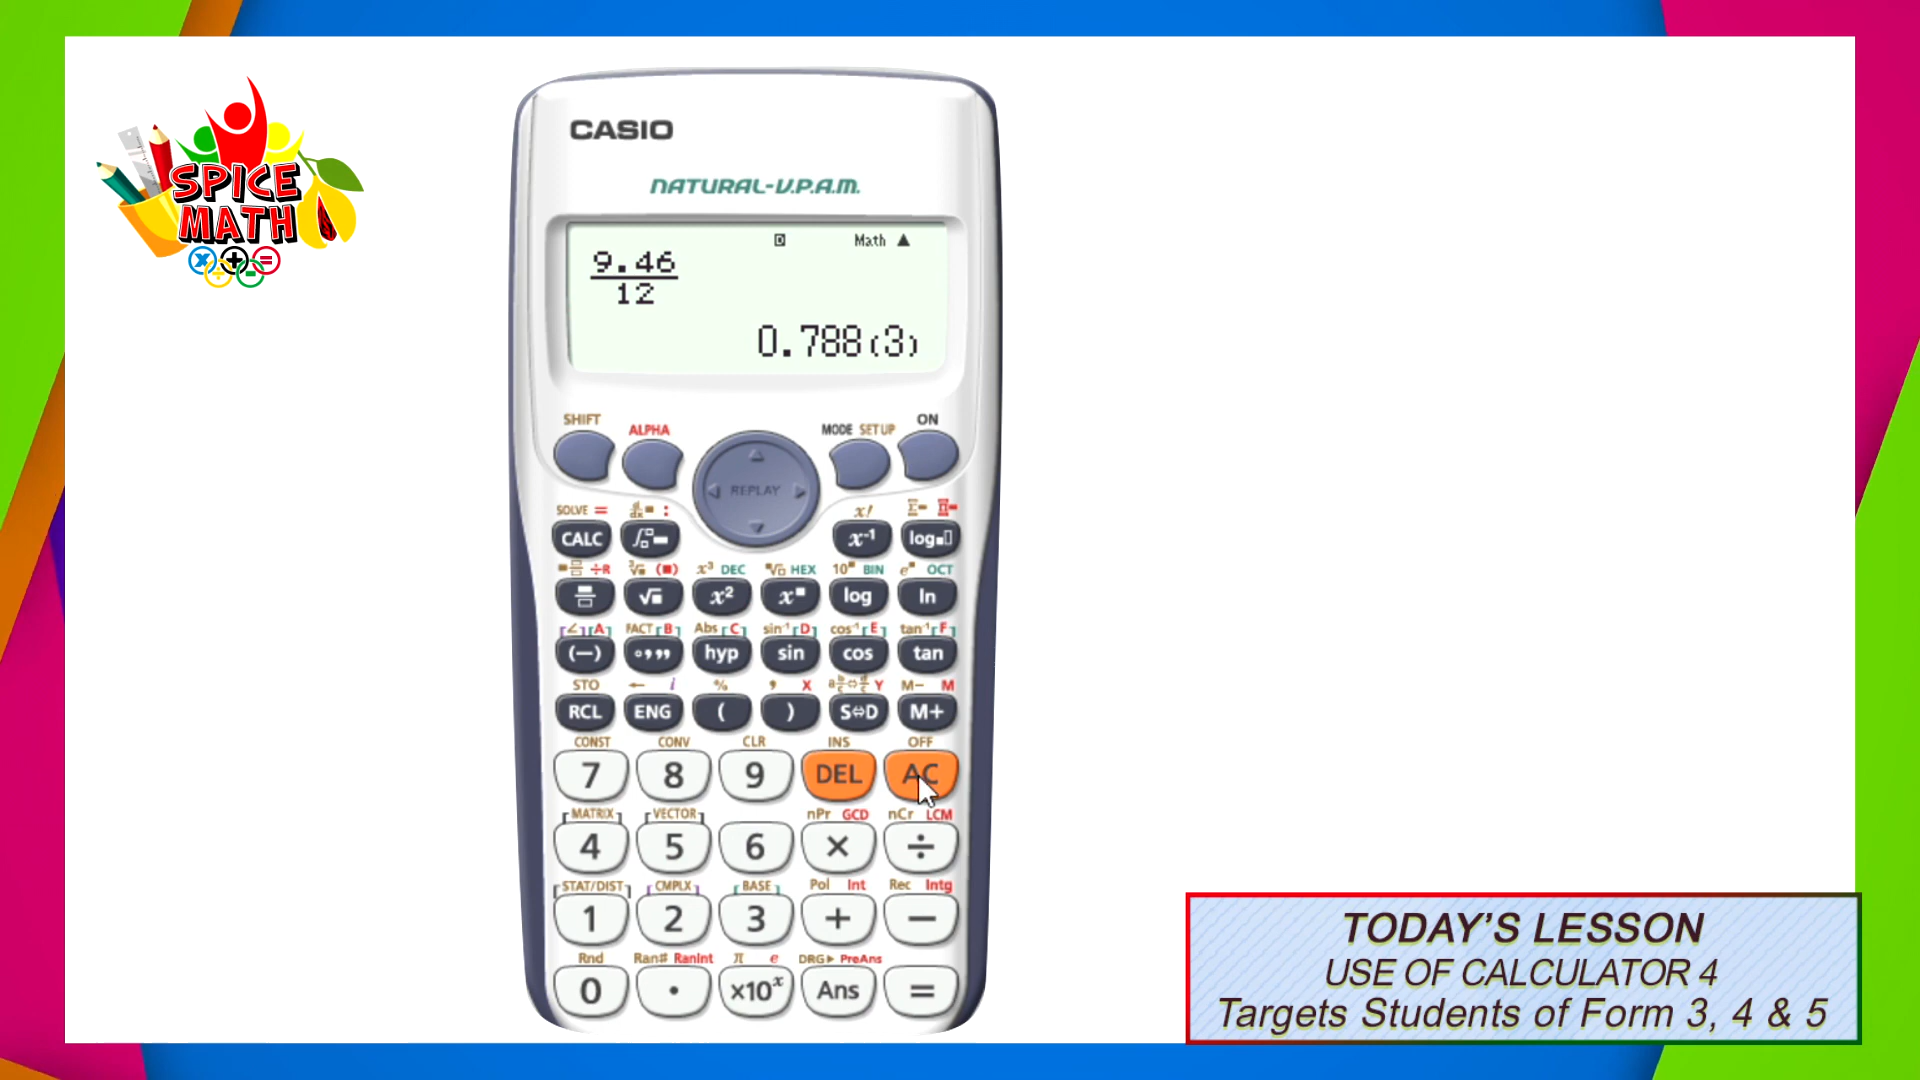 SPICE
MATH
CASIO
NATURAL-V.P.A.M.
D Math ▲
9.46
12
0.788(3)
SHIFT ALPHA MODE SETUP ON
REPLAY
SOLVE = d/dx :  x! Σ Π
CALC ∫ x⁻¹ log
÷R ³√ x³ DEC √ HEX 10 BIN e OCT
√ x² x log ln
∠ A FACT B Abs C sin⁻¹ D cos⁻¹ E tan⁻¹ F
(−) °,,, hyp sin cos tan
STO ← i % , X a b/c⇔d/c Y M− M
RCL ENG ( ) S⇔D M+
CONST CONV CLR INS OFF
7 8 9 DEL AC
MATRIX VECTOR nPr GCD nCr LCM
4 5 6 × ÷
STAT/DIST CMPLX BASE Pol Int Rec Intg
1 2 3 + −
Rnd Ran# RanInt π e DRG▶ PreAns
0 . ×10ˣ Ans =
TODAY'S LESSON
USE OF CALCULATOR 4
Targets Students of Form 3, 4 & 5